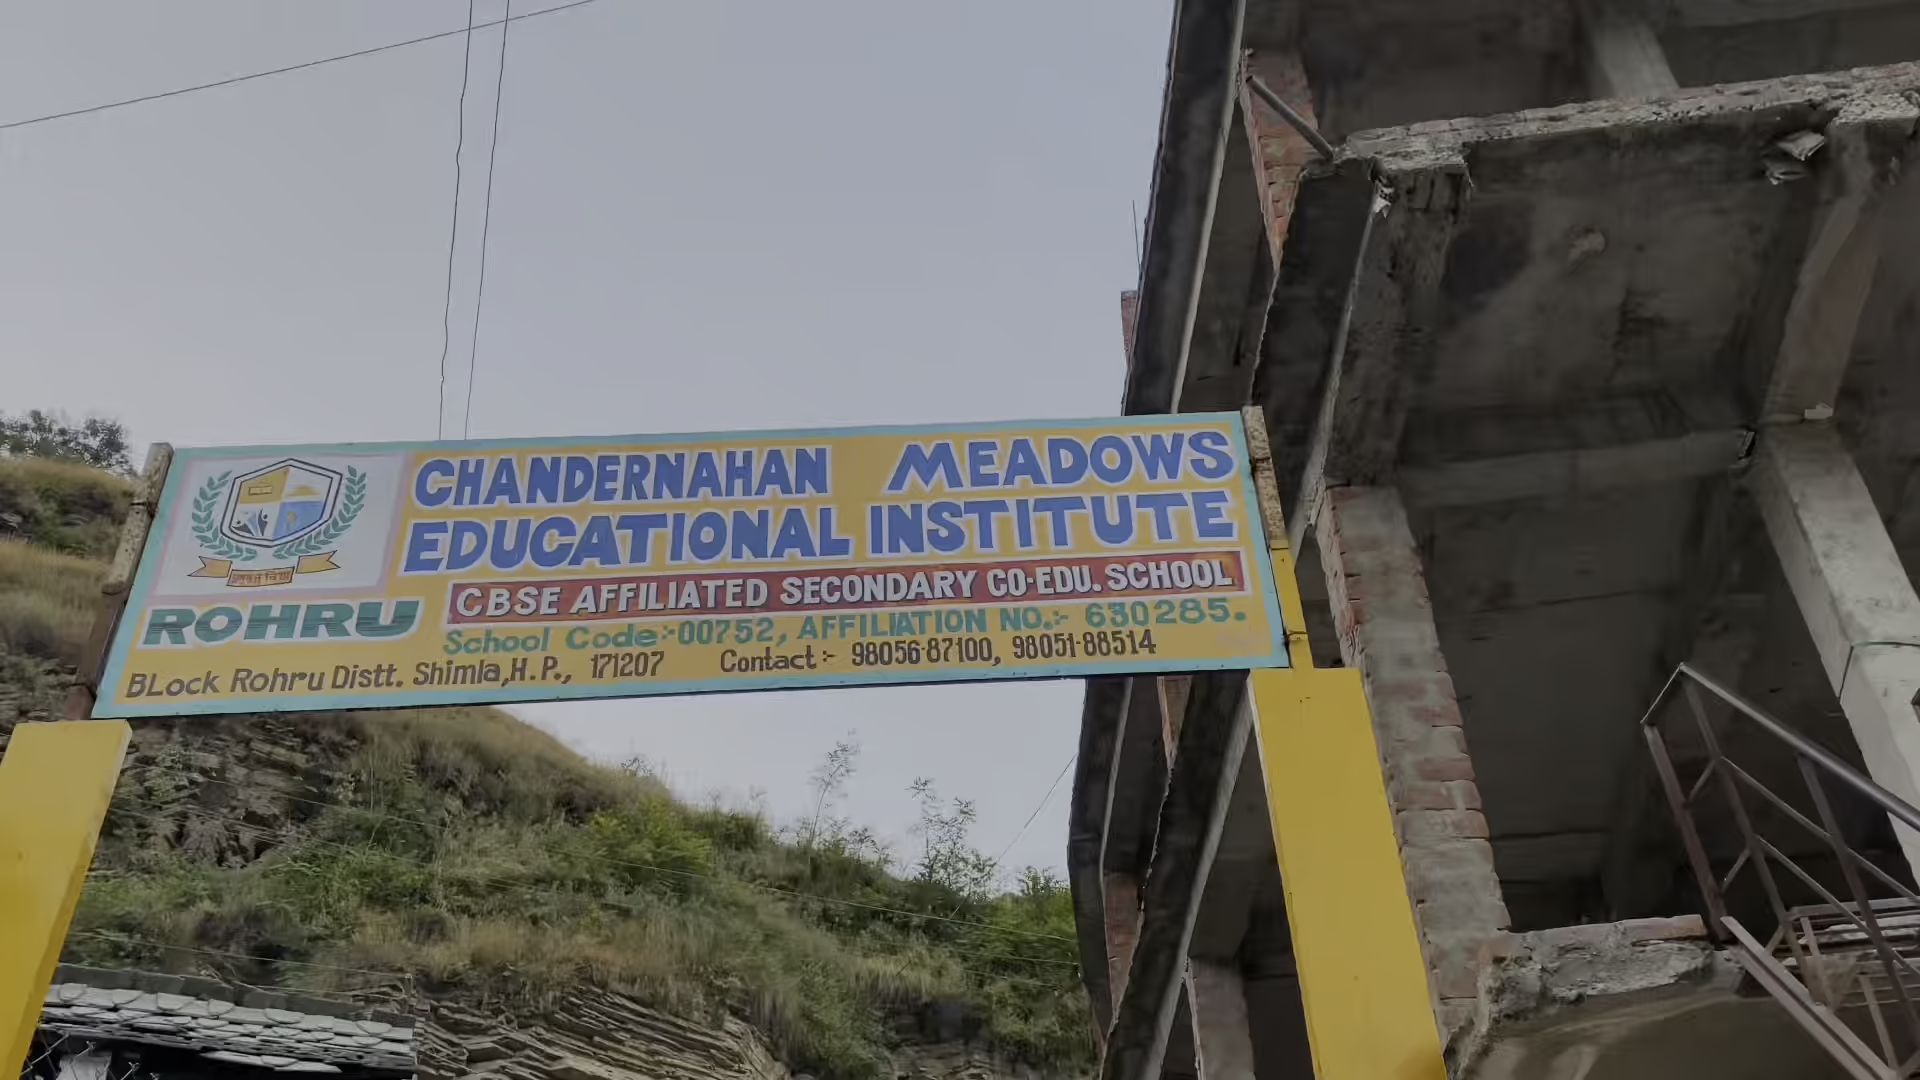 CHANDERNAHAN MEADOWS
EDUCATIONAL INSTITUTE
CBSE AFFILIATED SECONDARY CO-EDU. SCHOOL
ROHRU
School Code:-00752, AFFILIATION NO.:- 630285.
BLock Rohru Distt. Shimla, H.P., 171207 Contact:- 98056-87100, 98051-88514